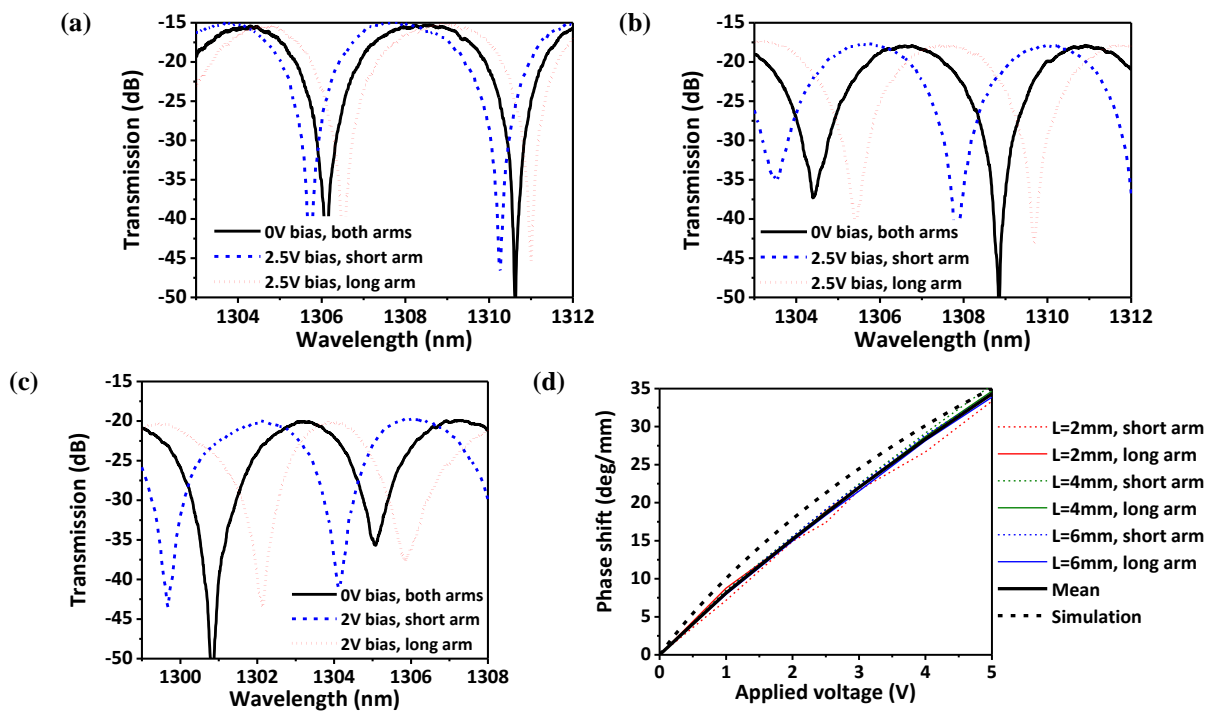 (a)
-15
-20
-25
-30
-35
-40
-45
-50
Transmission (dB)
0V bias, both arms
2.5V bias, short arm
2.5V bias, long arm
1304 1306 1308 1310 1312
Wavelength (nm)
(b)
-15
-20
-25
-30
-35
-40
-45
-50
Transmission (dB)
0V bias, both arms
2.5V bias, short arm
2.5V bias, long arm
1304 1306 1308 1310 1312
Wavelength (nm)
(c)
-15
-20
-25
-30
-35
-40
-45
-50
Transmission (dB)
0V bias, both arms
2V bias, short arm
2V bias, long arm
1300 1302 1304 1306 1308
Wavelength (nm)
(d)
35
30
25
20
15
10
5
0
Phase shift (deg/mm)
0 1 2 3 4 5
Applied voltage (V)
L=2mm, short arm
L=2mm, long arm
L=4mm, short arm
L=4mm, long arm
L=6mm, short arm
L=6mm, long arm
Mean
Simulation